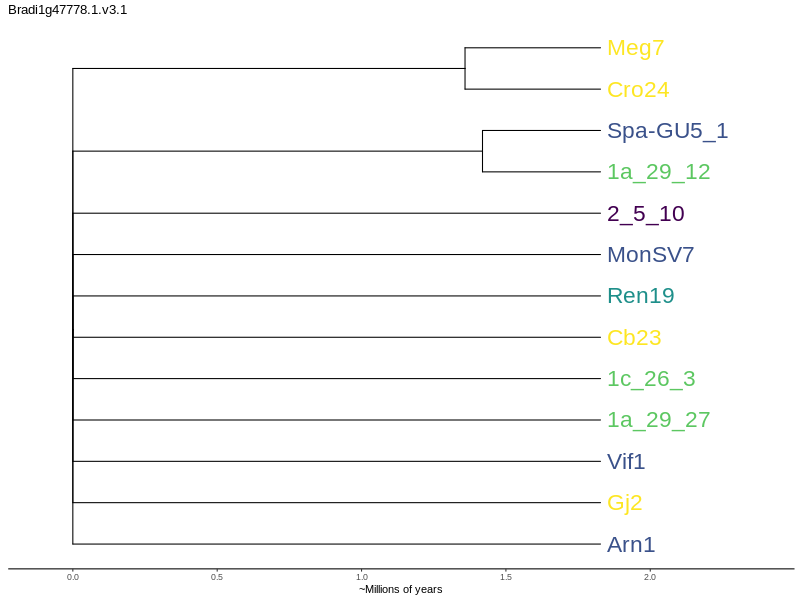 Bradi1g47778.1.v3.1
Meg7
Cro24
Spa-GU5_1
1a_29_12
2_5_10
MonSV7
Ren19
Cb23
1c_26_3
1a_29_27
Vif1
Gj2
Arn1
0.0 0.5 1.0 1.5 2.0
~Millions of years